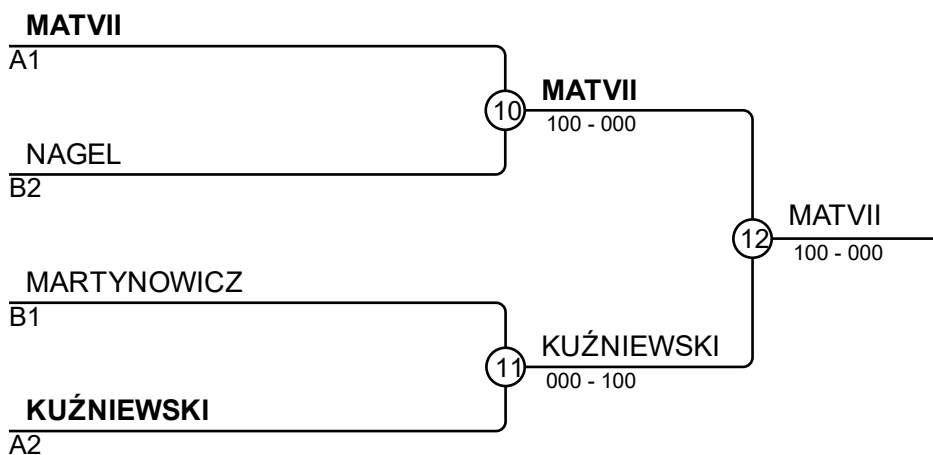 MATVII
A1
10
MATVII
100 - 000
NAGEL
B2
MATVII
12
100 - 000
MARTYNOWICZ
B1
11
KUŹNIEWSKI
000 - 100
KUŹNIEWSKI
A2